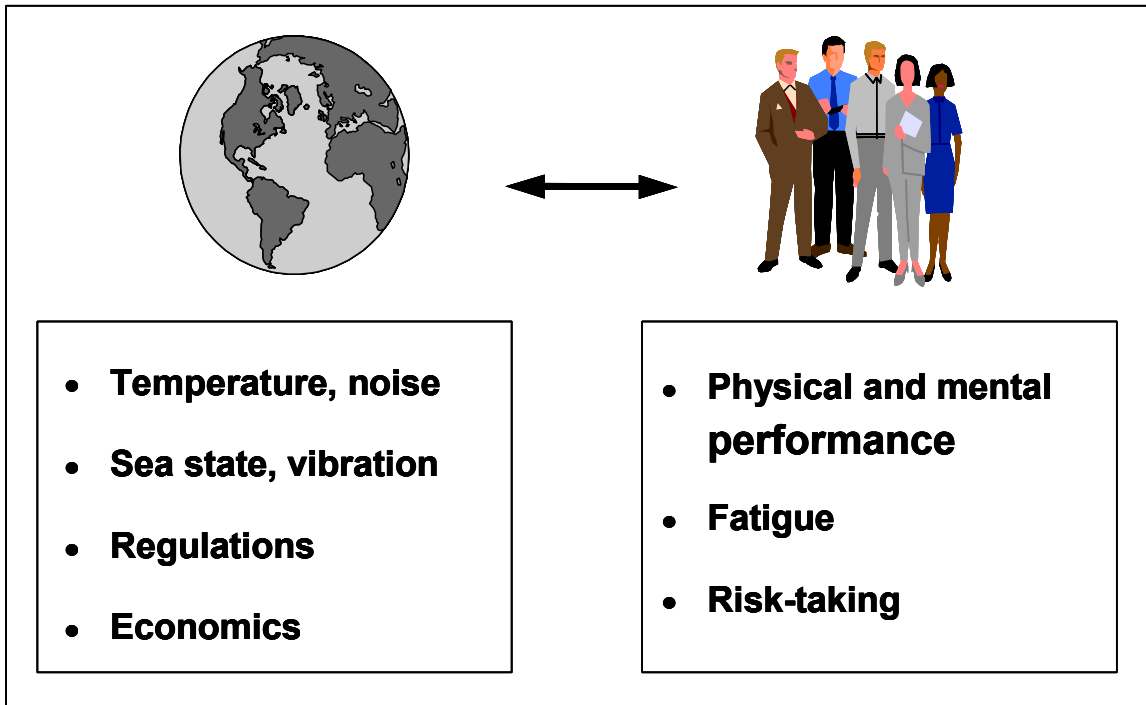 • Temperature, noise
• Sea state, vibration
• Regulations
• Economics
• Physical and mental
performance
• Fatigue
• Risk-taking